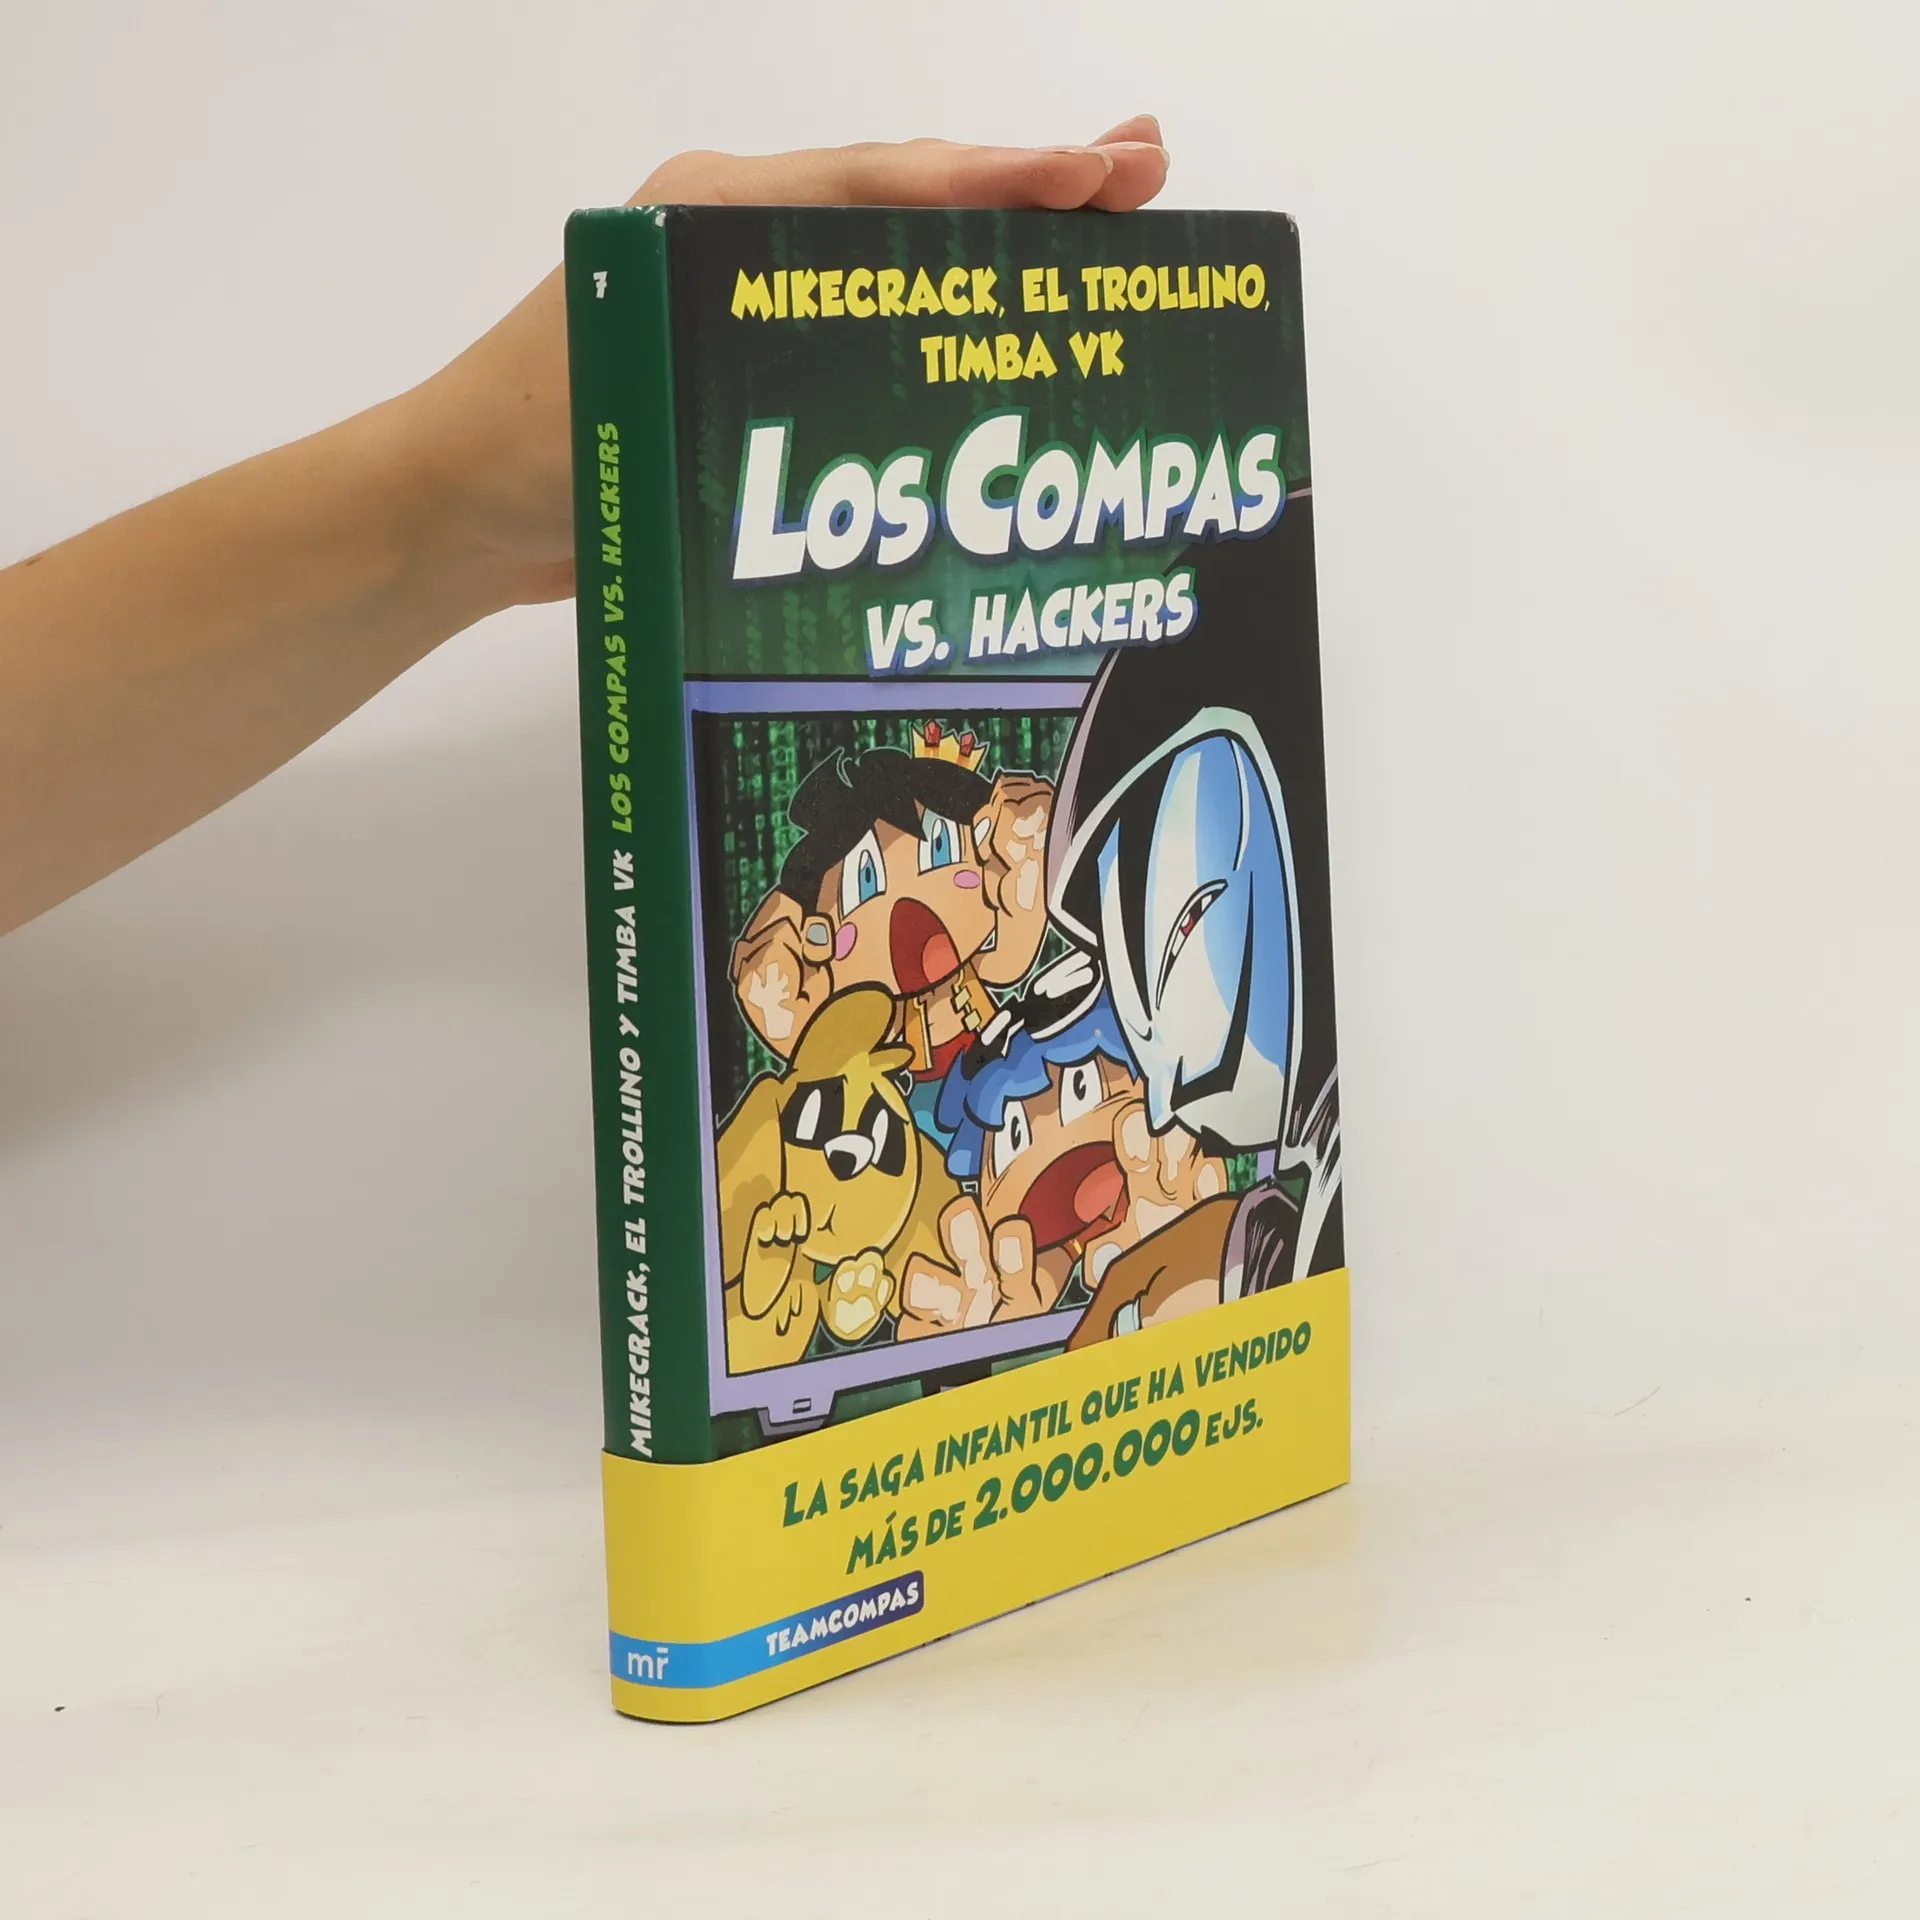 7
MIKECRACK, EL TROLLINO Y TIMBA VK LOS COMPAS VS. HACKERS
mr
MIKECRACK, EL TROLLINO,
TIMBA VK
LOS COMPAS
VS. HACKERS
LA SAGA INFANTIL QUE HA VENDIDO
MÁS DE 2.000.000 EJS.
TEAMCOMPAS